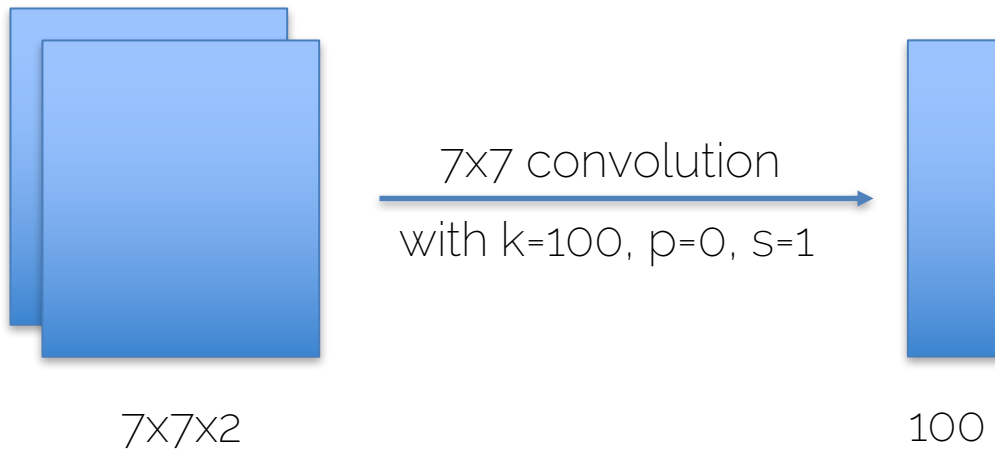 7x7 convolution
with k=100, p=0, s=1
7x7x2
100